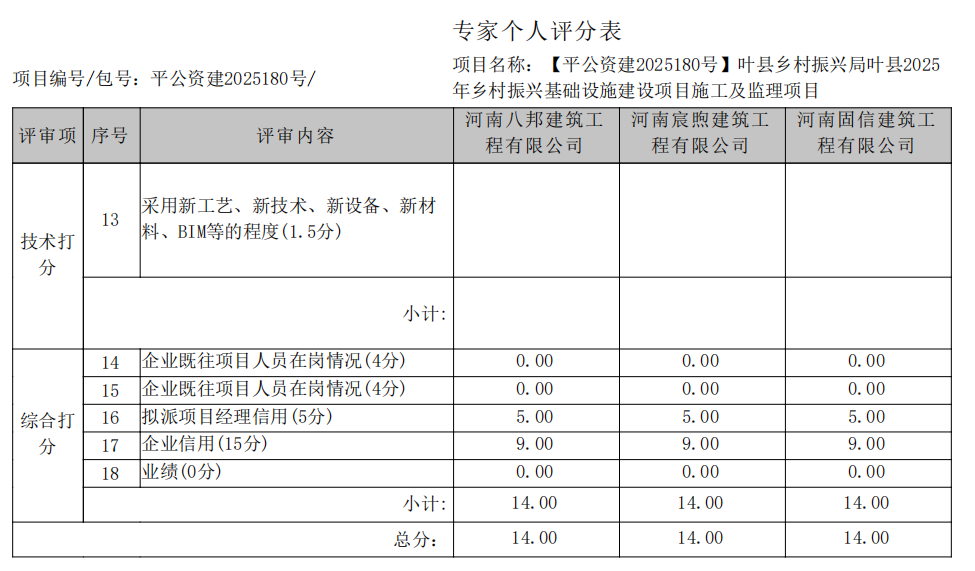 专家个人评分表
项目编号/包号: 平公资建2025180号/
项目名称: 【平公资建2025180号】叶县乡村振兴局叶县2025
年乡村振兴基础设施建设项目施工及监理项目
评审项 序号 评审内容 河南八邦建筑工 河南宸煦建筑工 河南固信建筑工
程有限公司 程有限公司 程有限公司
技术打
分
13
采用新工艺、新技术、新设备、新材
料、BIM等的程度(1.5分)
小计:
综合打
分
14 企业既往项目人员在岗情况(4分) 0.00 0.00 0.00
15 企业既往项目人员在岗情况(4分) 0.00 0.00 0.00
16 拟派项目经理信用(5分) 5.00 5.00 5.00
17 企业信用(15分) 9.00 9.00 9.00
18 业绩(0分) 0.00 0.00 0.00
小计: 14.00 14.00 14.00
总分: 14.00 14.00 14.00